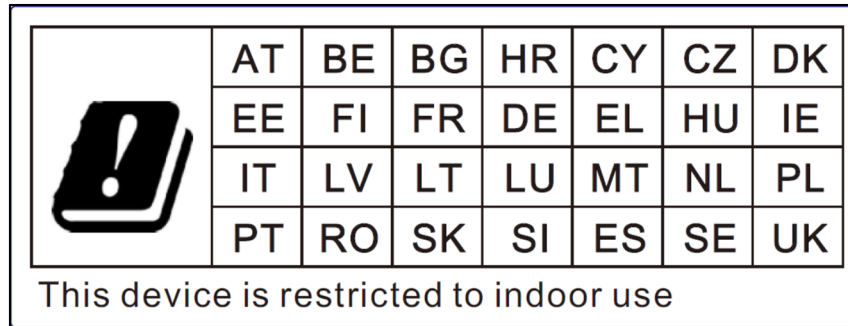 AT BE BG HR CY CZ DK
EE FI FR DE EL HU IE
IT LV LT LU MT NL PL
PT RO SK SI ES SE UK
This device is restricted to indoor use